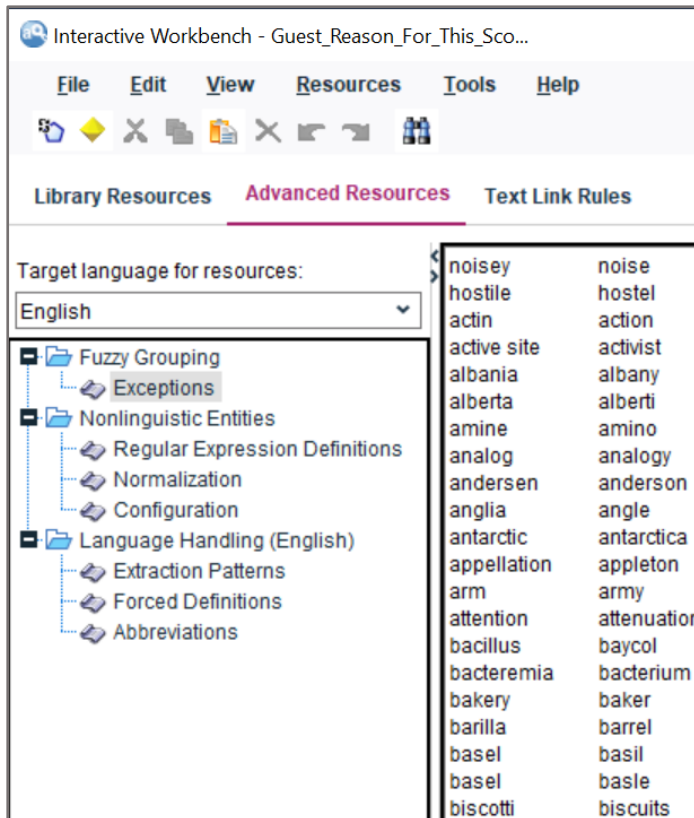 Interactive Workbench - Guest_Reason_For_This_Sco...
File Edit View Resources Tools Help
Library Resources Advanced Resources Text Link Rules
Target language for resources:
English
Fuzzy Grouping
Exceptions
Nonlinguistic Entities
Regular Expression Definitions
Normalization
Configuration
Language Handling (English)
Extraction Patterns
Forced Definitions
Abbreviations
noisey noise
hostile hostel
actin action
active site activist
albania albany
alberta alberti
amine amino
analog analogy
andersen anderson
anglia angle
antarctic antarctica
appellation appleton
arm army
attention attenuation
bacillus baycol
bacteremia bacterium
bakery baker
barilla barrel
basel basil
basel basle
biscotti biscuits